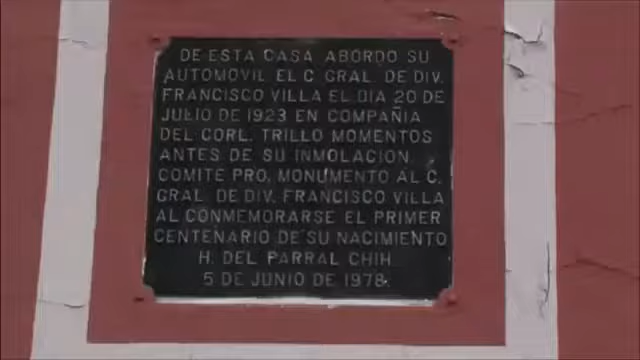 DE ESTA CASA ABORDO SU
AUTOMOVIL EL C. GRAL. DE DIV.
FRANCISCO VILLA EL DIA 20 DE
JULIO DE 1923 EN COMPAÑIA
DEL CORL. TRILLO MOMENTOS
ANTES DE SU INMOLACION
COMITE PRO, MONUMENTO AL C.
GRAL. DE DIV. FRANCISCO VILLA
AL CONMEMORARSE EL PRIMER
CENTENARIO DE SU NACIMIENTO
H. DEL PARRAL CHIH.
5 DE JUNIO DE 1978.